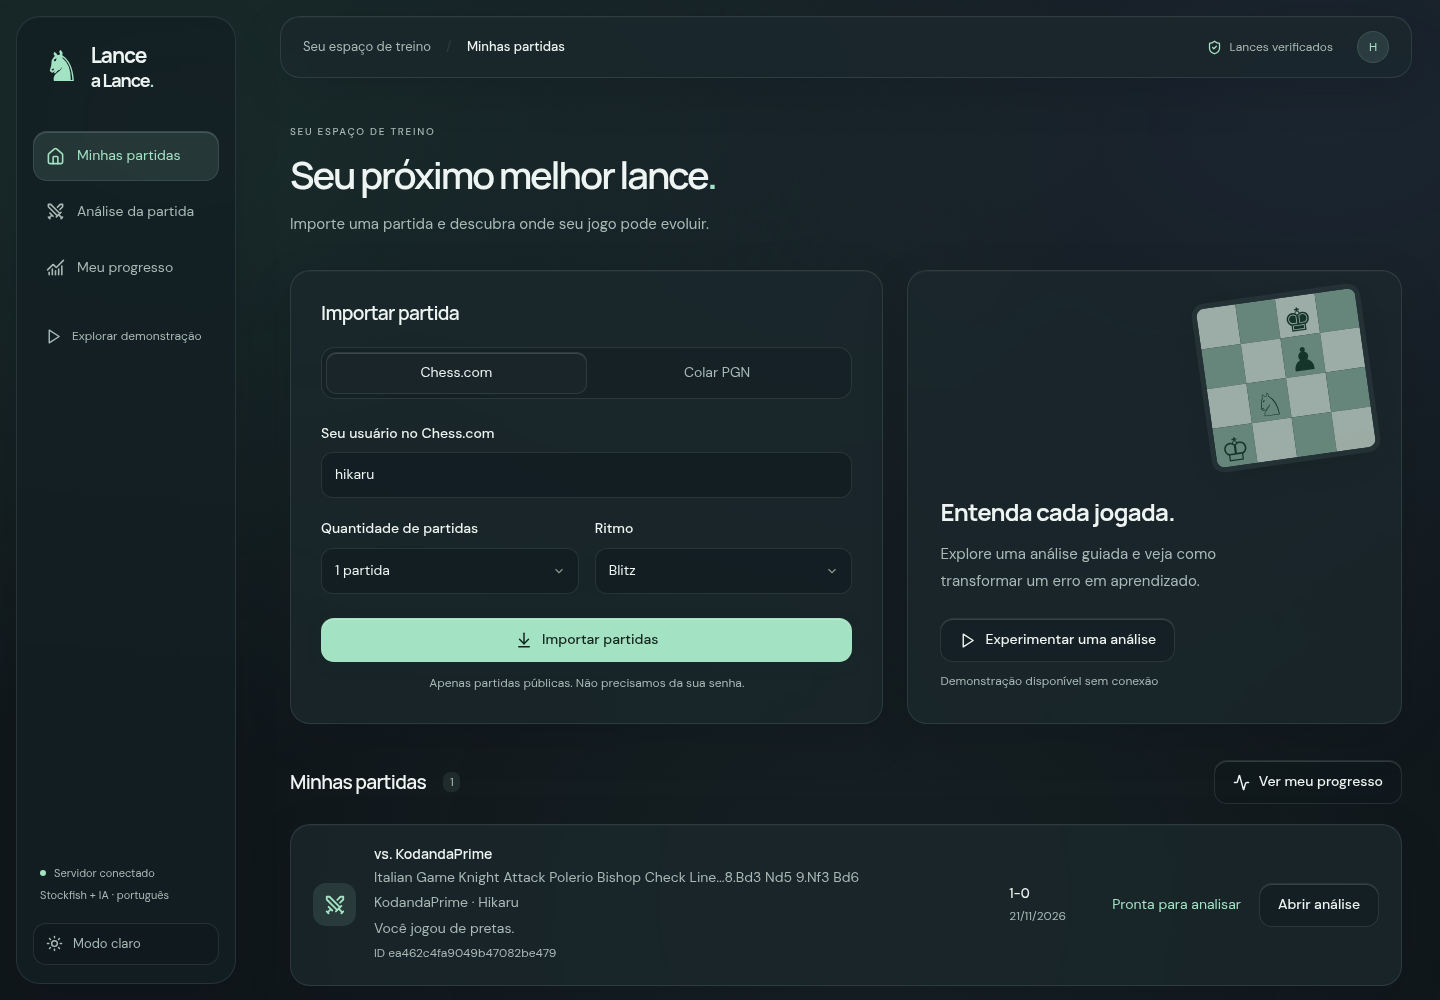 Lance
a Lance.
Minhas partidas
Análise da partida
Meu progresso
Explorar demonstração
Servidor conectado
Stockfish + IA · português
Modo claro
Seu espaço de treino / Minhas partidas
Lances verificados
H
SEU ESPAÇO DE TREINO
Seu próximo melhor lance.
Importe uma partida e descubra onde seu jogo pode evoluir.
Importar partida
Chess.com
Colar PGN
Seu usuário no Chess.com
hikaru
Quantidade de partidas
Ritmo
1 partida
Blitz
Importar partidas
Apenas partidas públicas. Não precisamos da sua senha.
Entenda cada jogada.
Explore uma análise guiada e veja como
transformar um erro em aprendizado.
Experimentar uma análise
Demonstração disponível sem conexão
Minhas partidas 1
Ver meu progresso
vs. KodandaPrime
Italian Game Knight Attack Polerio Bishop Check Line...8.Bd3 Nd5 9.Nf3 Bd6
KodandaPrime · Hikaru
Você jogou de pretas.
ID ea462c4fa9049b47082be479
1-0
21/11/2026
Pronta para analisar
Abrir análise